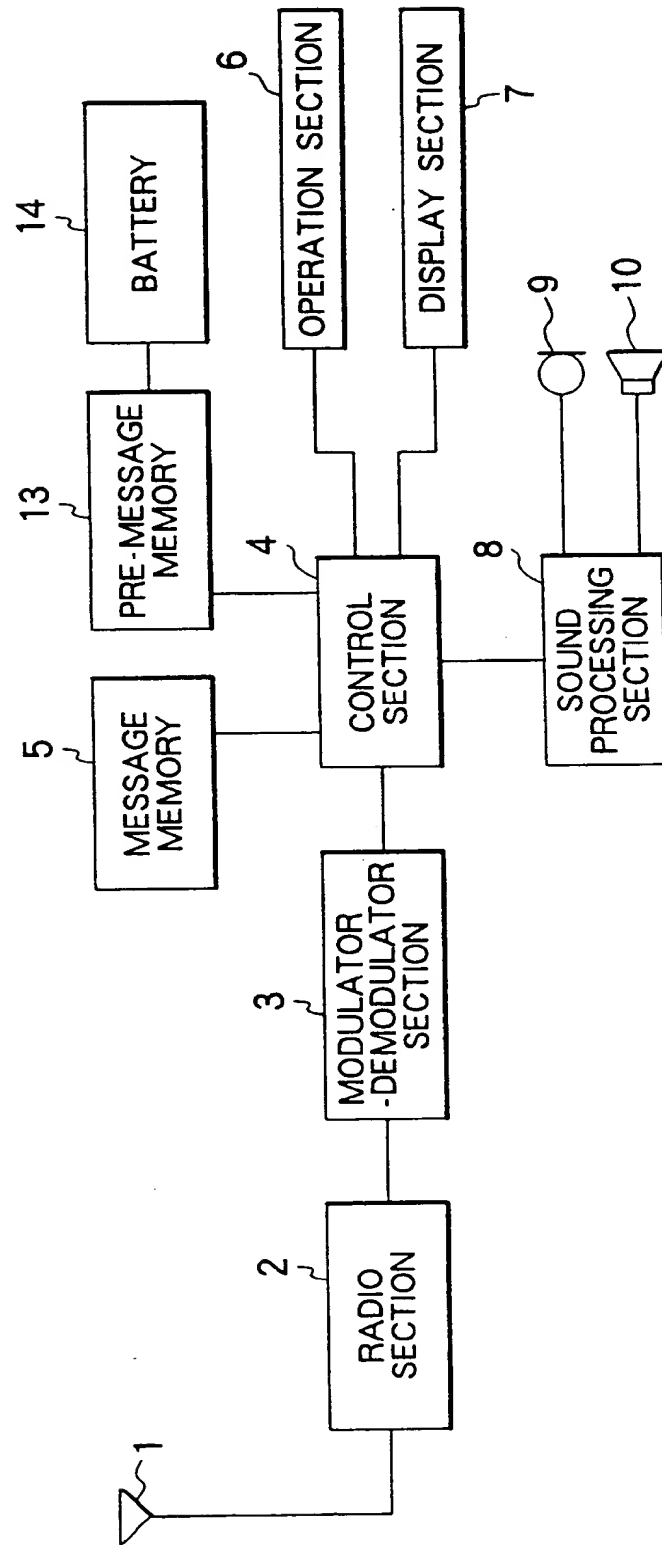 1
2
RADIO
SECTION
3
MODULATOR
-DEMODULATOR
SECTION
4
CONTROL
SECTION
5
MESSAGE
MEMORY
13
PRE-MESSAGE
MEMORY
14
BATTERY
6
OPERATION SECTION
7
DISPLAY SECTION
8
SOUND
PROCESSING
SECTION
9
10